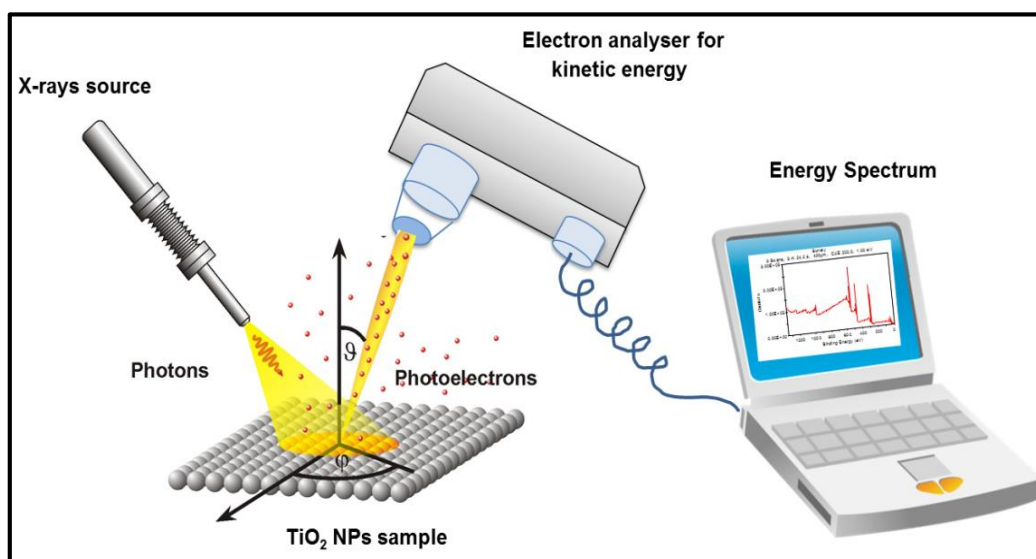 Electron analyser for
kinetic energy
X-rays source
Energy Spectrum
Photons
ϑ
Photoelectrons
φ
TiO₂ NPs sample
Binding Energy (eV)